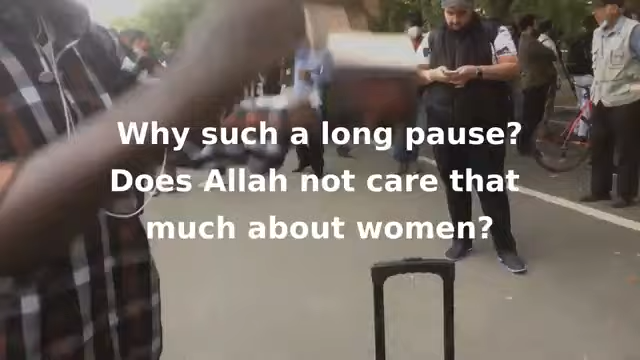 Why such a long pause?
Does Allah not care that
much about women?